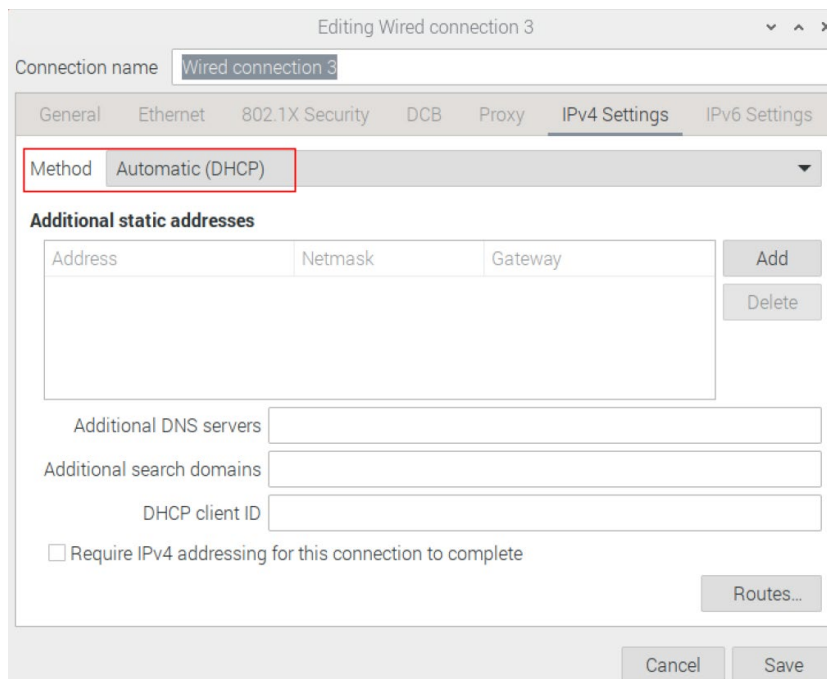 Editing Wired connection 3
Connection name Wired connection 3
General Ethernet 802.1X Security DCB Proxy IPv4 Settings IPv6 Settings
Method Automatic (DHCP)
Additional static addresses
Address Netmask Gateway Add
Delete
Additional DNS servers
Additional search domains
DHCP client ID
Require IPv4 addressing for this connection to complete
Routes...
Cancel Save